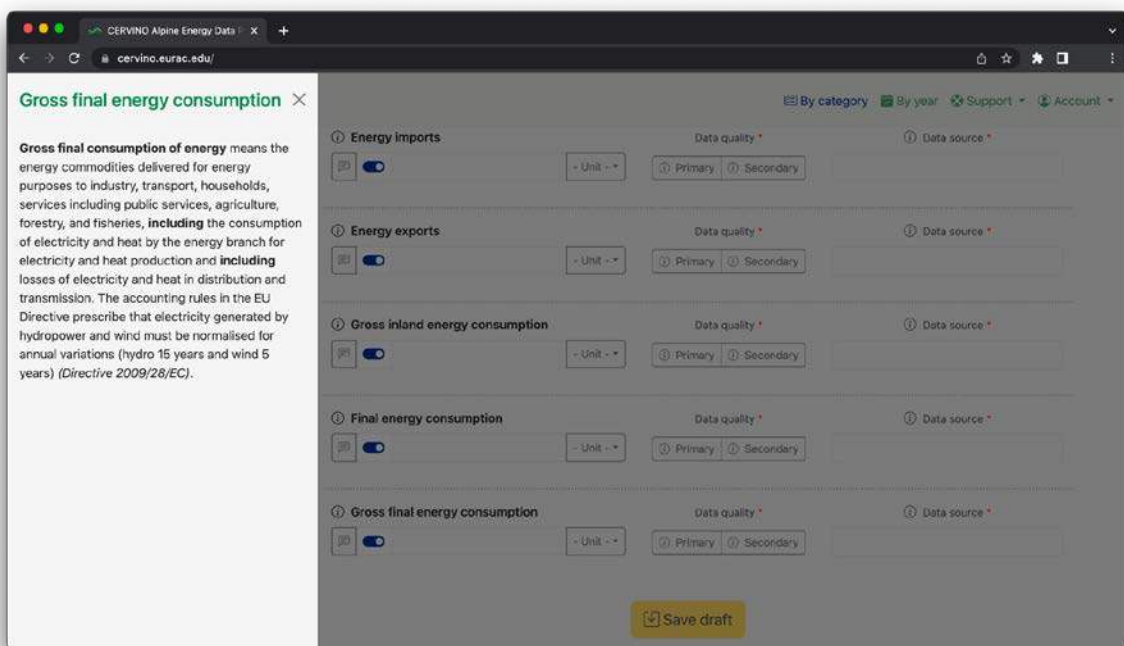 CERVINO Alpine Energy Data P
cervino.eurac.edu/
Gross final energy consumption
Gross final consumption of energy means the
energy commodities delivered for energy
purposes to industry, transport, households,
services including public services, agriculture,
forestry, and fisheries, including the consumption
of electricity and heat by the energy branch for
electricity and heat production and including
losses of electricity and heat in distribution and
transmission. The accounting rules in the EU
Directive prescribe that electricity generated by
hydropower and wind must be normalised for
annual variations (hydro 15 years and wind 5
years) (Directive 2009/28/EC).
By category By year Support Account
Energy imports Data quality * Data source *
- Unit - Primary Secondary
Energy exports Data quality * Data source *
- Unit - Primary Secondary
Gross inland energy consumption Data quality * Data source *
- Unit - Primary Secondary
Final energy consumption Data quality * Data source *
- Unit - Primary Secondary
Gross final energy consumption Data quality * Data source *
- Unit - Primary Secondary
Save draft